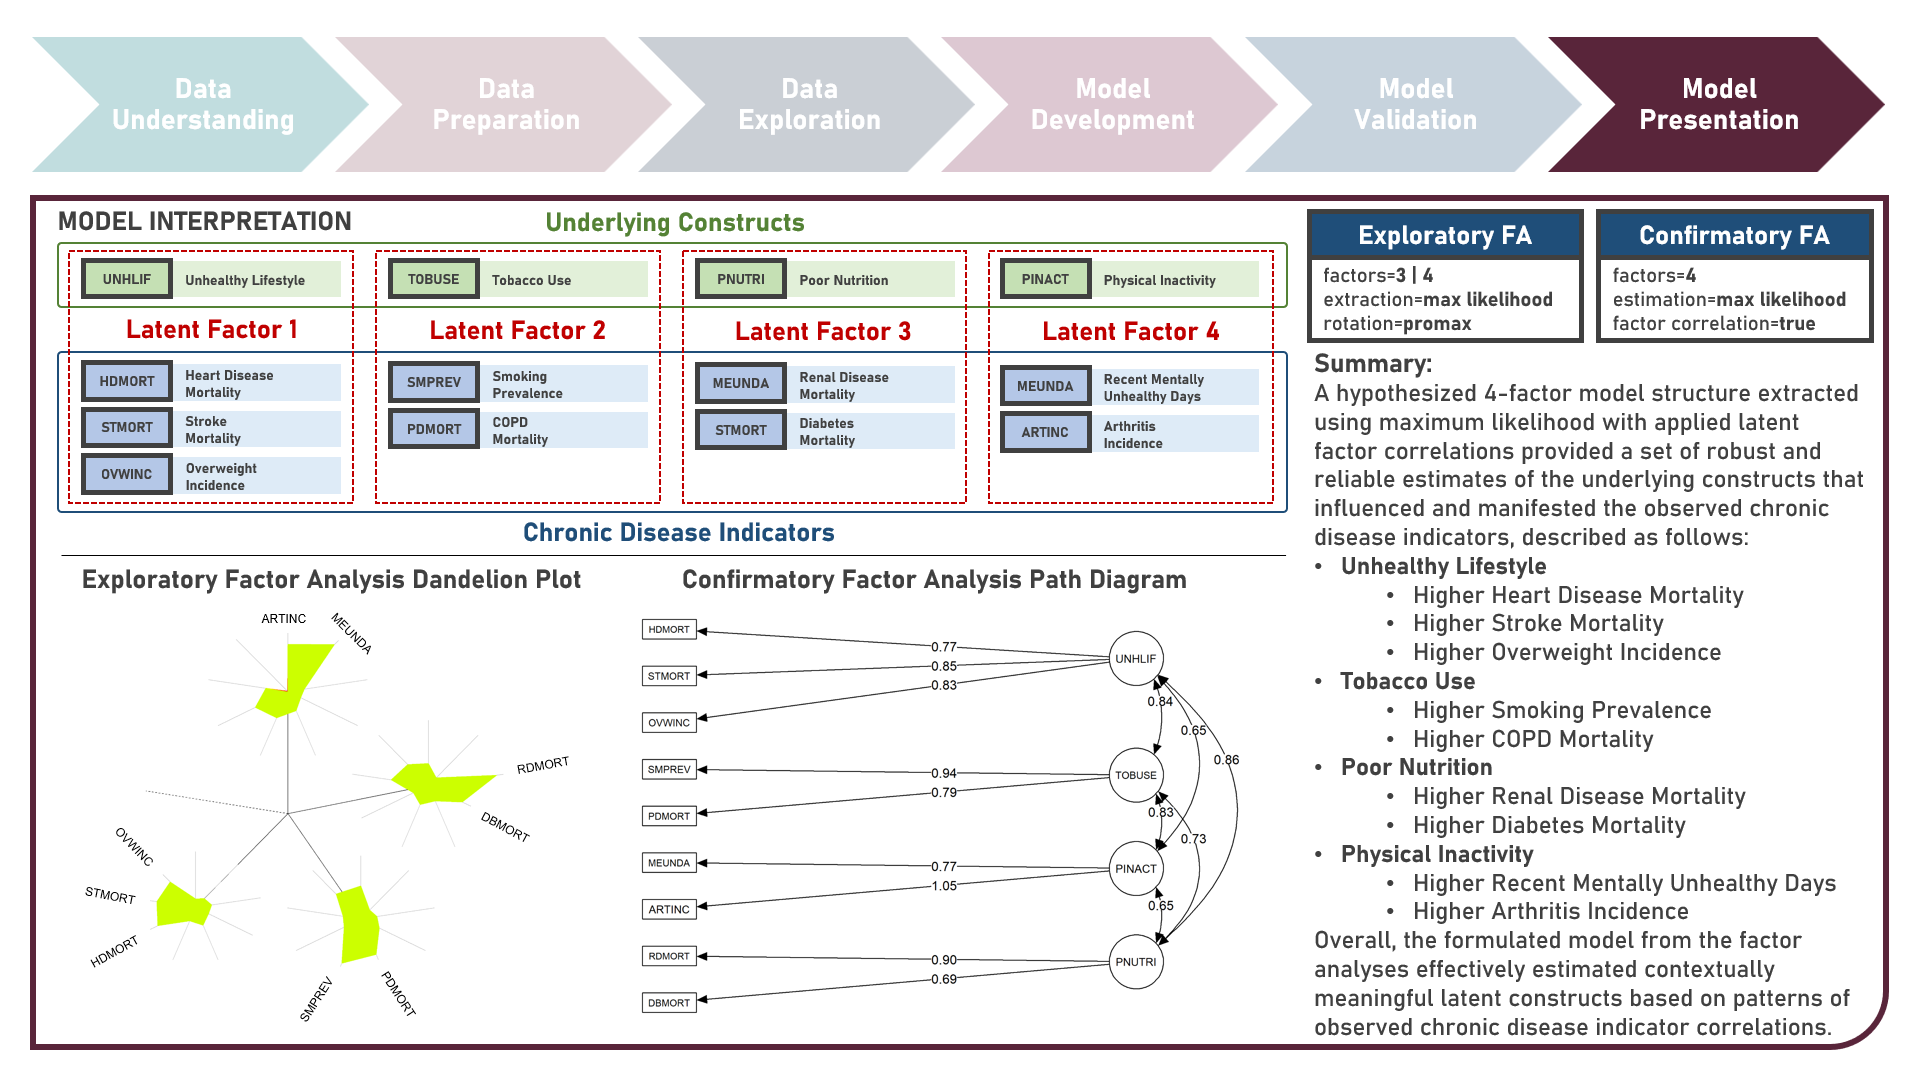 Data
Understanding
Data
Preparation
Data
Exploration
Model
Development
Model
Validation
Model
Presentation
MODEL INTERPRETATION
Underlying Constructs
UNHLIF
Unhealthy Lifestyle
TOBUSE
Tobacco Use
PNUTRI
Poor Nutrition
PINACT
Physical Inactivity
Latent Factor 1
Latent Factor 2
Latent Factor 3
Latent Factor 4
HDMORT
Heart Disease
Mortality
STMORT
Stroke
Mortality
OVWINC
Overweight
Incidence
SMPREV
Smoking
Prevalence
PDMORT
COPD
Mortality
MEUNDA
Renal Disease
Mortality
STMORT
Diabetes
Mortality
MEUNDA
Recent Mentally
Unhealthy Days
ARTINC
Arthritis
Incidence
Chronic Disease Indicators
Exploratory Factor Analysis Dandelion Plot
ARTINC
MEUNDA
RDMORT
DBMORT
OVWINC
STMORT
HDMORT
SMPREV
PDMORT
Confirmatory Factor Analysis Path Diagram
HDMORT
STMORT
OVWINC
SMPREV
PDMORT
MEUNDA
ARTINC
RDMORT
DBMORT
0.77
0.85
0.83
0.94
0.79
0.77
1.05
0.90
0.69
UNHLIF
TOBUSE
PINACT
PNUTRI
0.84
0.65
0.86
0.83
0.73
0.65
Exploratory FA
factors=3 | 4
extraction=max likelihood
rotation=promax
Confirmatory FA
factors=4
estimation=max likelihood
factor correlation=true
Summary:
A hypothesized 4-factor model structure extracted
using maximum likelihood with applied latent
factor correlations provided a set of robust and
reliable estimates of the underlying constructs that
influenced and manifested the observed chronic
disease indicators, described as follows:
• Unhealthy Lifestyle
• Higher Heart Disease Mortality
• Higher Stroke Mortality
• Higher Overweight Incidence
• Tobacco Use
• Higher Smoking Prevalence
• Higher COPD Mortality
• Poor Nutrition
• Higher Renal Disease Mortality
• Higher Diabetes Mortality
• Physical Inactivity
• Higher Recent Mentally Unhealthy Days
• Higher Arthritis Incidence
Overall, the formulated model from the factor
analyses effectively estimated contextually
meaningful latent constructs based on patterns of
observed chronic disease indicator correlations.